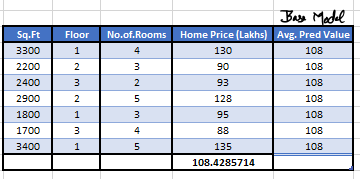 Base Model
Sq.Ft Floor No.of.Rooms Home Price (Lakhs) Avg. Pred Value
3300 1 4 130 108
2200 2 3 90 108
2400 3 2 93 108
2900 2 5 128 108
1800 1 3 95 108
1700 3 4 88 108
3400 1 5 135 108
108.4285714